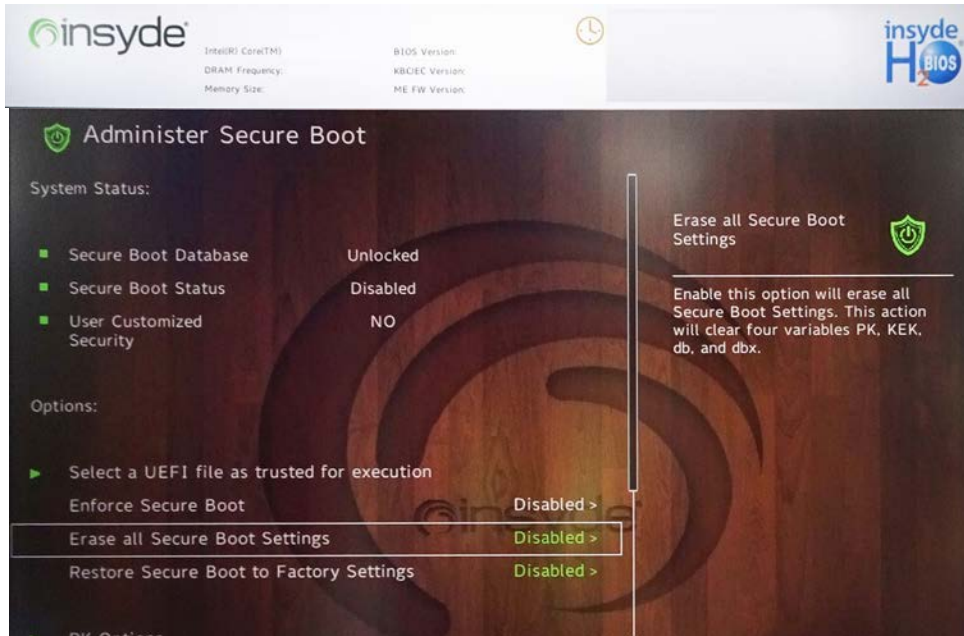 insyde
Intel(R) Core(TM)
DRAM Frequency:
Memory Size:
BIOS Version:
KBC/EC Version:
ME FW Version:
insyde
H2O BIOS
Administer Secure Boot
System Status:
Secure Boot Database Unlocked
Secure Boot Status Disabled
User Customized NO
Security
Options:
Select a UEFI file as trusted for execution
Enforce Secure Boot Disabled >
Erase all Secure Boot Settings Disabled >
Restore Secure Boot to Factory Settings Disabled >
PK Options
Erase all Secure Boot
Settings
Enable this option will erase all
Secure Boot Settings. This action
will clear four variables PK, KEK,
db, and dbx.
insyde